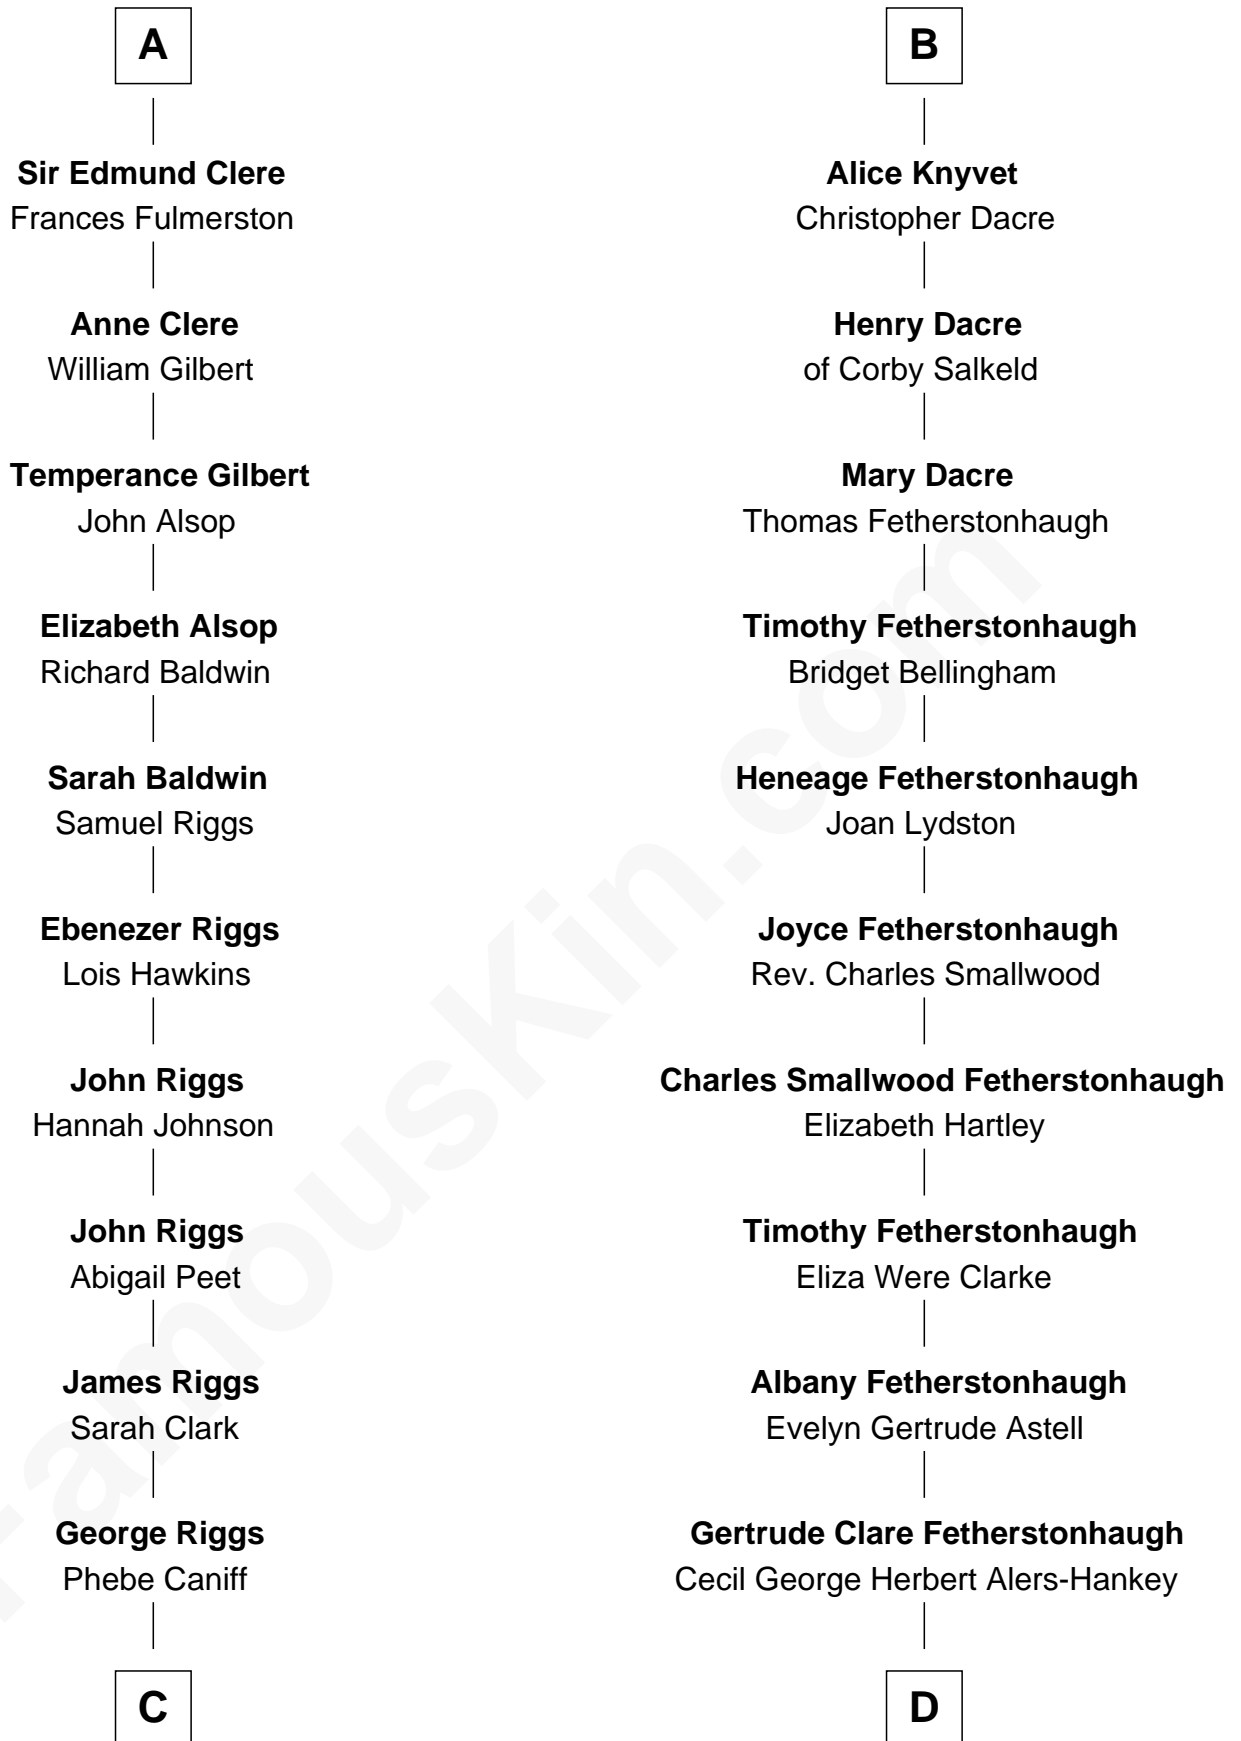 A
Sir Edmund Clere
Frances Fulmerston
Anne Clere
William Gilbert
Temperance Gilbert
John Alsop
Elizabeth Alsop
Richard Baldwin
Sarah Baldwin
Samuel Riggs
Ebenezer Riggs
Lois Hawkins
John Riggs
Hannah Johnson
John Riggs
Abigail Peet
James Riggs
Sarah Clark
George Riggs
Phebe Caniff
C
B
Alice Knyvet
Christopher Dacre
Henry Dacre
of Corby Salkeld
Mary Dacre
Thomas Fetherstonhaugh
Timothy Fetherstonhaugh
Bridget Bellingham
Heneage Fetherstonhaugh
Joan Lydston
Joyce Fetherstonhaugh
Rev. Charles Smallwood
Charles Smallwood Fetherstonhaugh
Elizabeth Hartley
Timothy Fetherstonhaugh
Eliza Were Clarke
Albany Fetherstonhaugh
Evelyn Gertrude Astell
Gertrude Clare Fetherstonhaugh
Cecil George Herbert Alers-Hankey
D
FamousKin.com